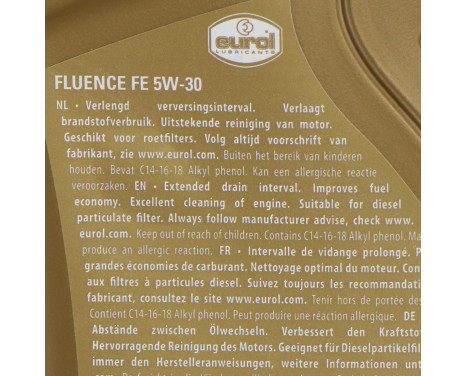 eurol
LUBRICANTS
FLUENCE FE 5W-30
NL • Verlengd verversingsinterval. Verlaagt
brandstofverbruik. Uitstekende reiniging van motor.
Geschikt voor roetfilters. Volg altijd voorschrift van
fabrikant, zie www.eurol.com. Buiten het bereik van kinderen
houden. Bevat C14-16-18 Alkyl phenol. Kan een allergische reactie
veroorzaken. EN • Extended drain interval. Improves fuel
economy. Excellent cleaning of engine. Suitable for diesel
particulate filter. Always follow manufacturer advise, check www.
eurol.com. Keep out of reach of children. Contains C14-16-18 Alkyl phenol. Ma
produce an allergic reaction. FR • Intervalle de vidange prolongé. P
grandes économies de carburant. Nettoyage optimal du moteur. Con
aux filtres à particules diesel. Suivez toujours les recommandati
fabricant, consultez le site www.eurol.com. Tenir hors de portée des
Contient C14-16-18 Alkyl phenol. Peut produire une réaction allergique. DE
Abstände zwischen Ölwechseln. Verbessert den Kraftstof
Hervorragende Reinigung des Motors. Geeignet für Dieselpartikelfil
immer den Herstelleranweisungen, weitere Informationen unt